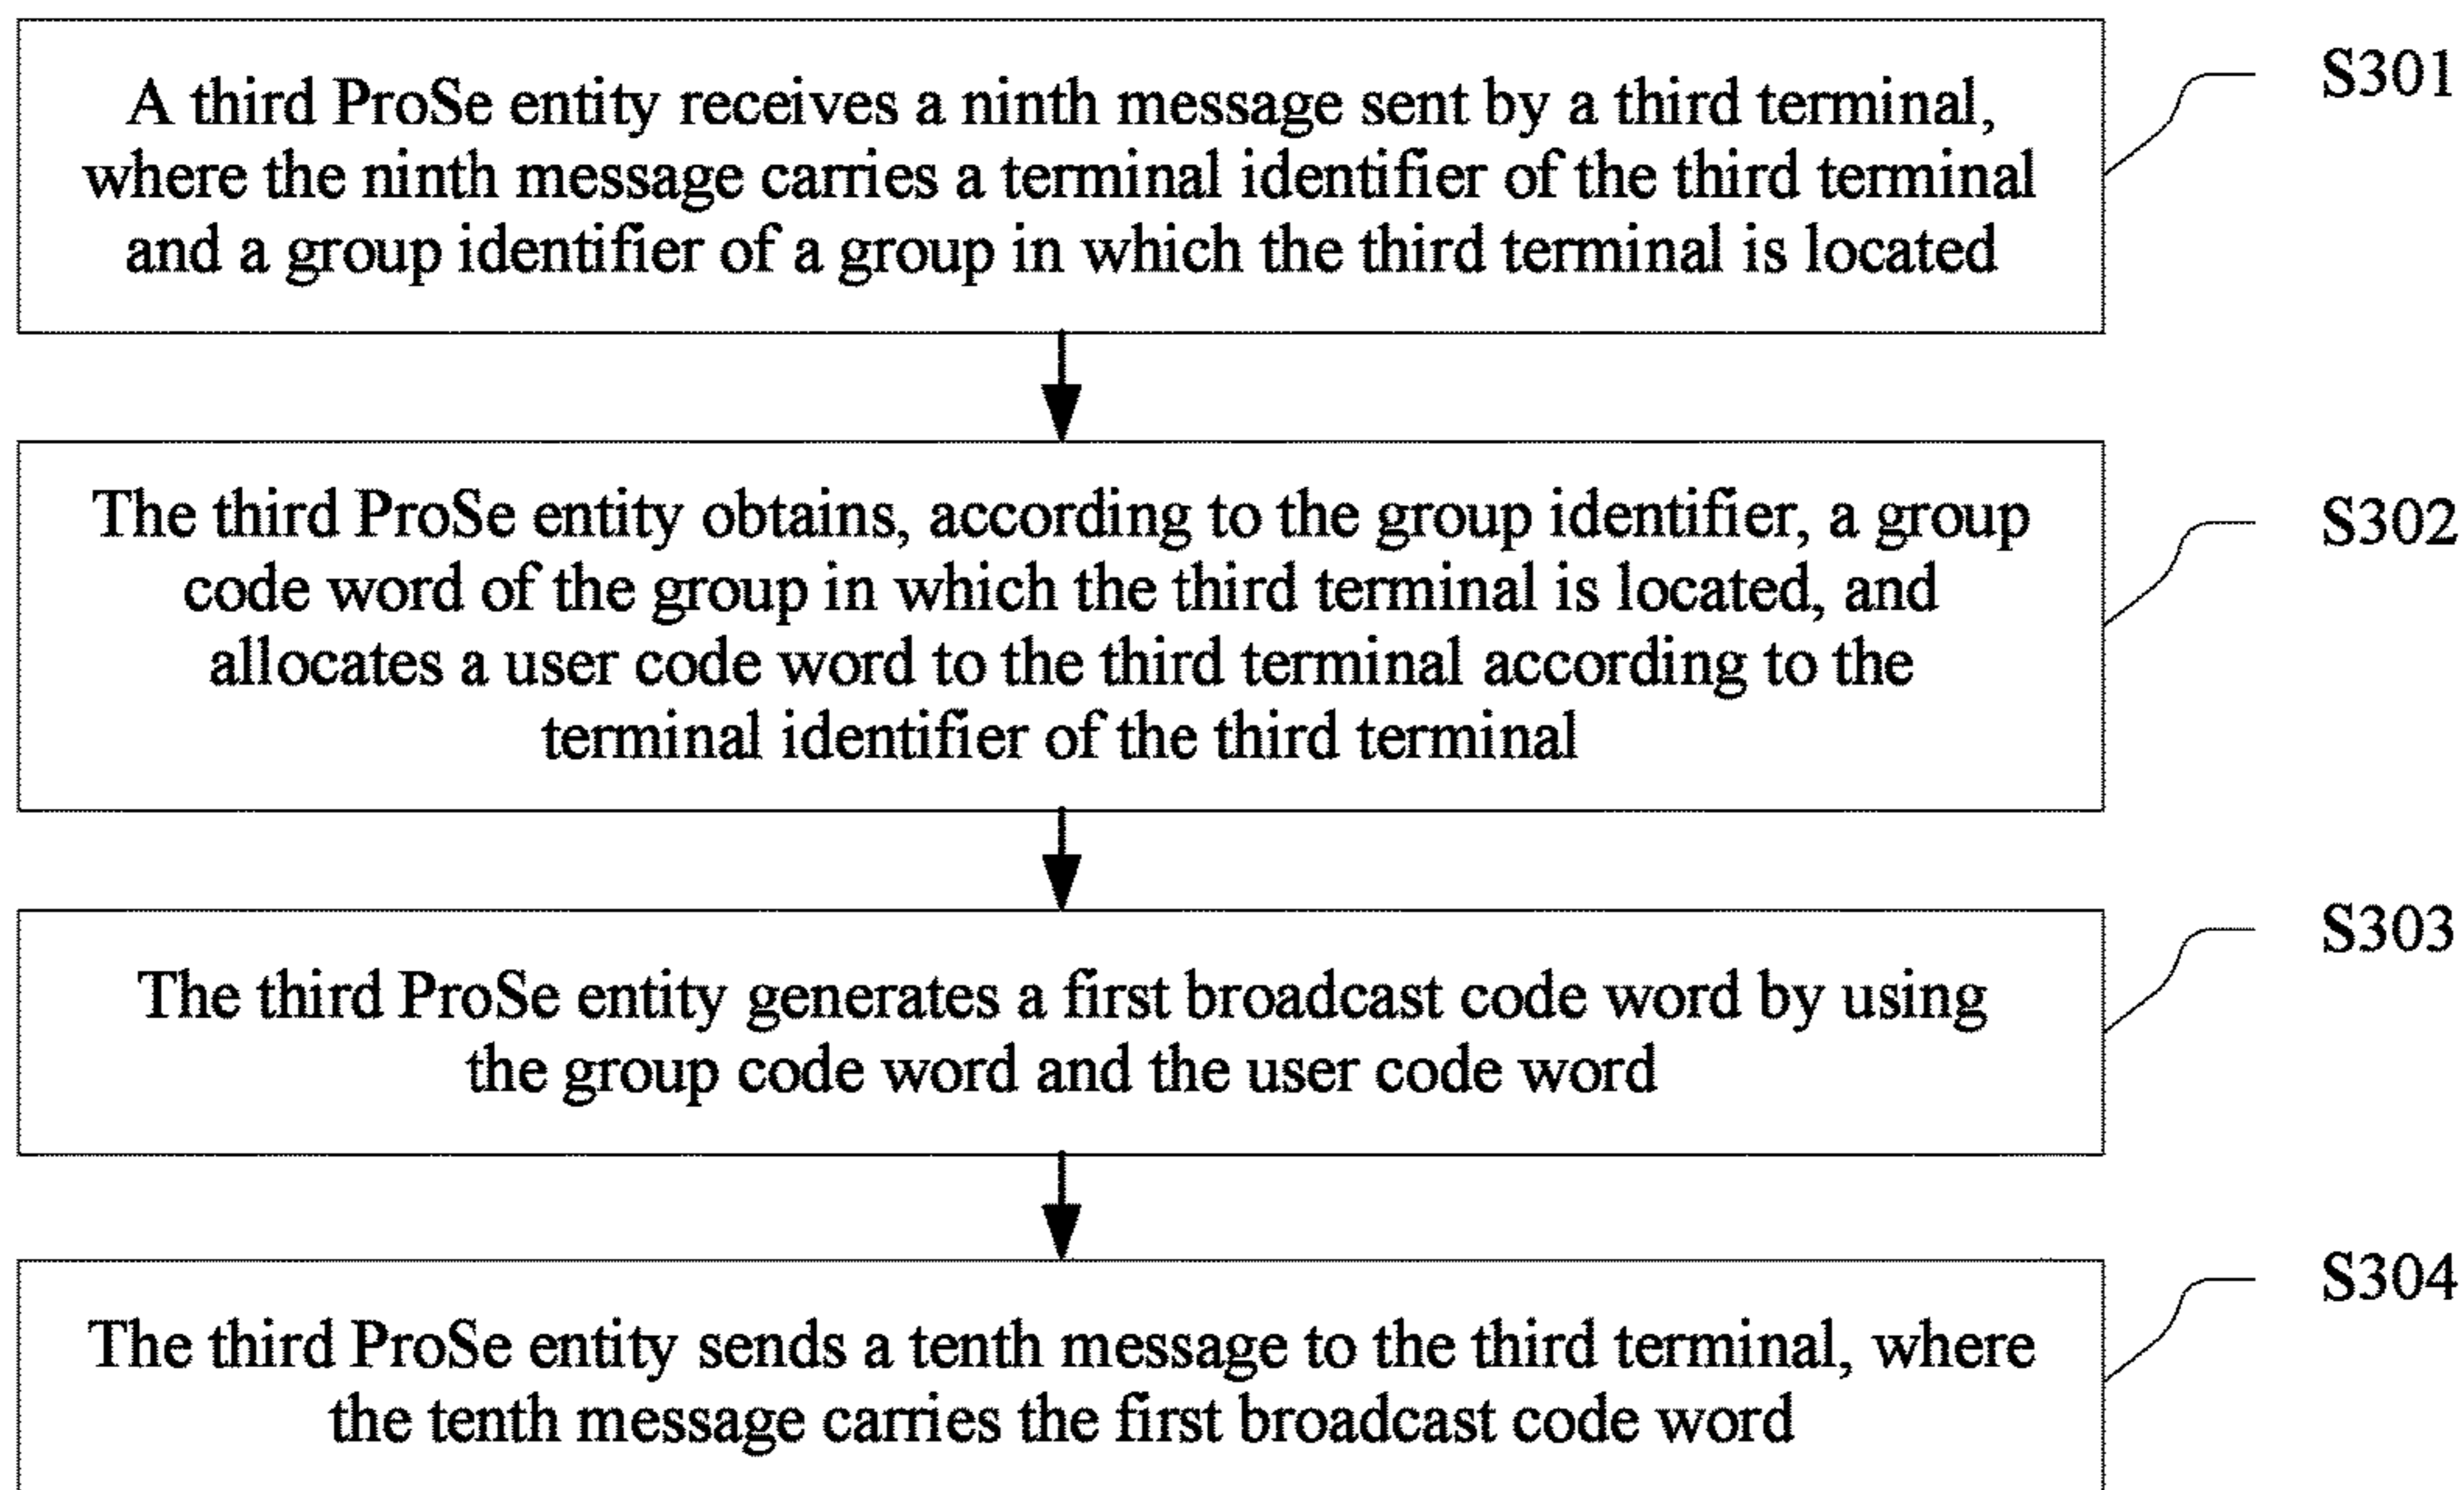 A third ProSe entity receives a ninth message sent by a third terminal,
where the ninth message carries a terminal identifier of the third terminal
and a group identifier of a group in which the third terminal is located
S301
The third ProSe entity obtains, according to the group identifier, a group
code word of the group in which the third terminal is located, and
allocates a user code word to the third terminal according to the
terminal identifier of the third terminal
S302
The third ProSe entity generates a first broadcast code word by using
the group code word and the user code word
S303
The third ProSe entity sends a tenth message to the third terminal, where
the tenth message carries the first broadcast code word
S304